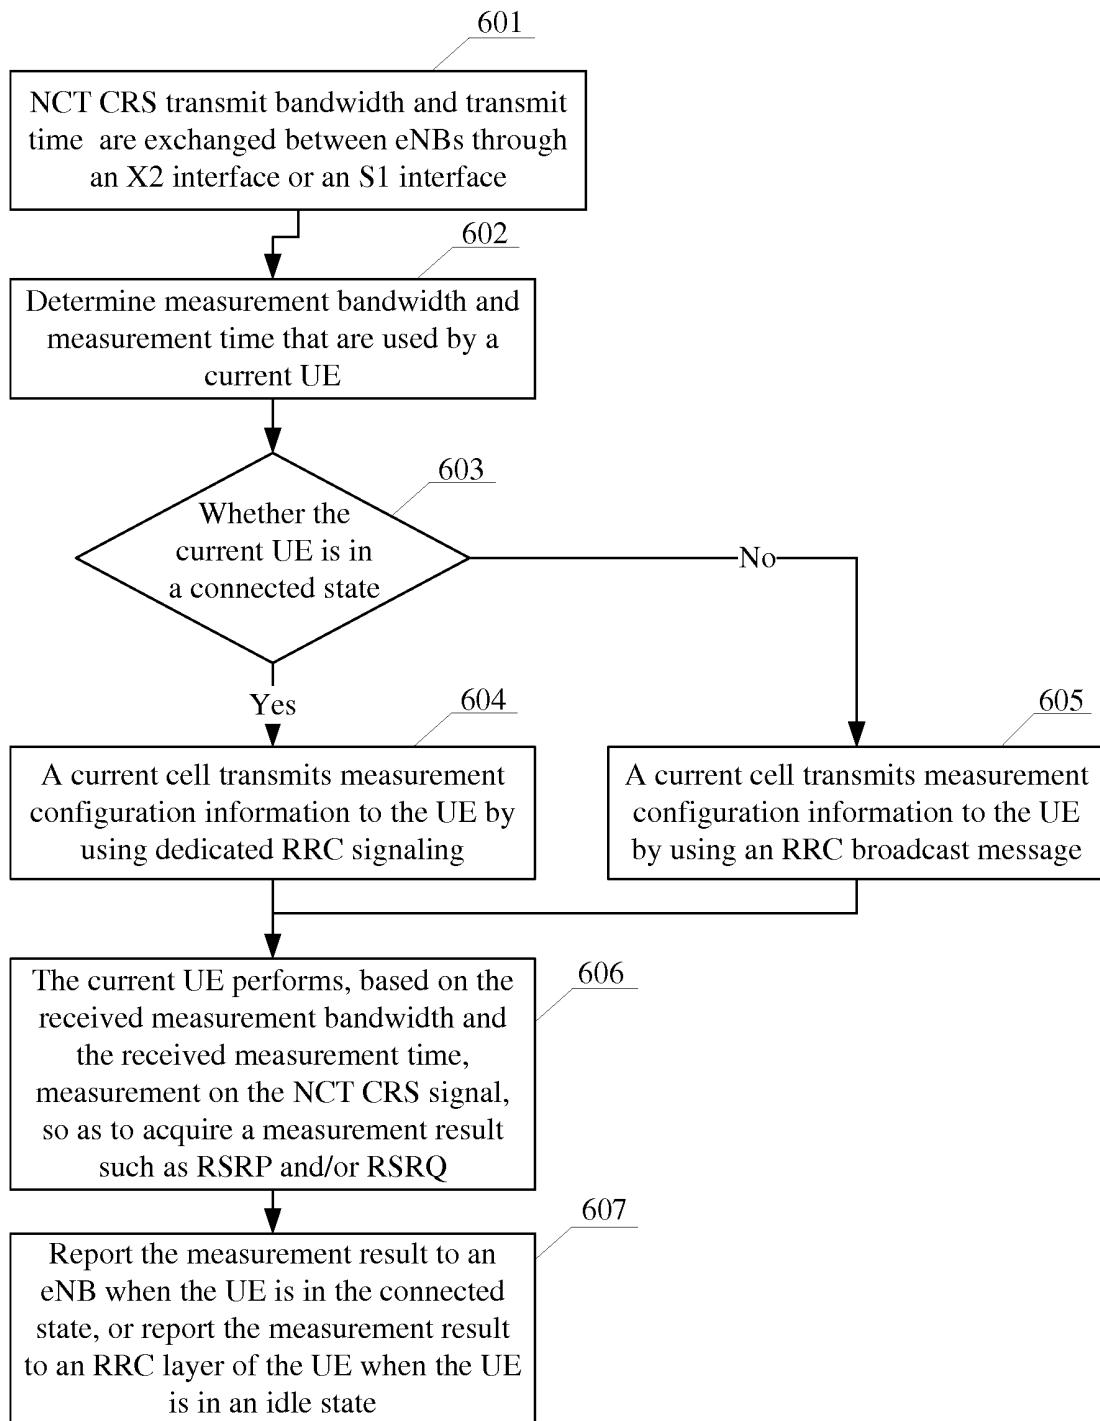 601
NCT CRS transmit bandwidth and transmit
time are exchanged between eNBs through
an X2 interface or an S1 interface
602
Determine measurement bandwidth and
measurement time that are used by a
current UE
603
Whether the
current UE is in
a connected state
No
Yes
604
A current cell transmits measurement
configuration information to the UE by
using dedicated RRC signaling
605
A current cell transmits measurement
configuration information to the UE
by using an RRC broadcast message
606
The current UE performs, based on the
received measurement bandwidth and
the received measurement time,
measurement on the NCT CRS signal,
so as to acquire a measurement result
such as RSRP and/or RSRQ
607
Report the measurement result to an
eNB when the UE is in the connected
state, or report the measurement result
to an RRC layer of the UE when the UE
is in an idle state